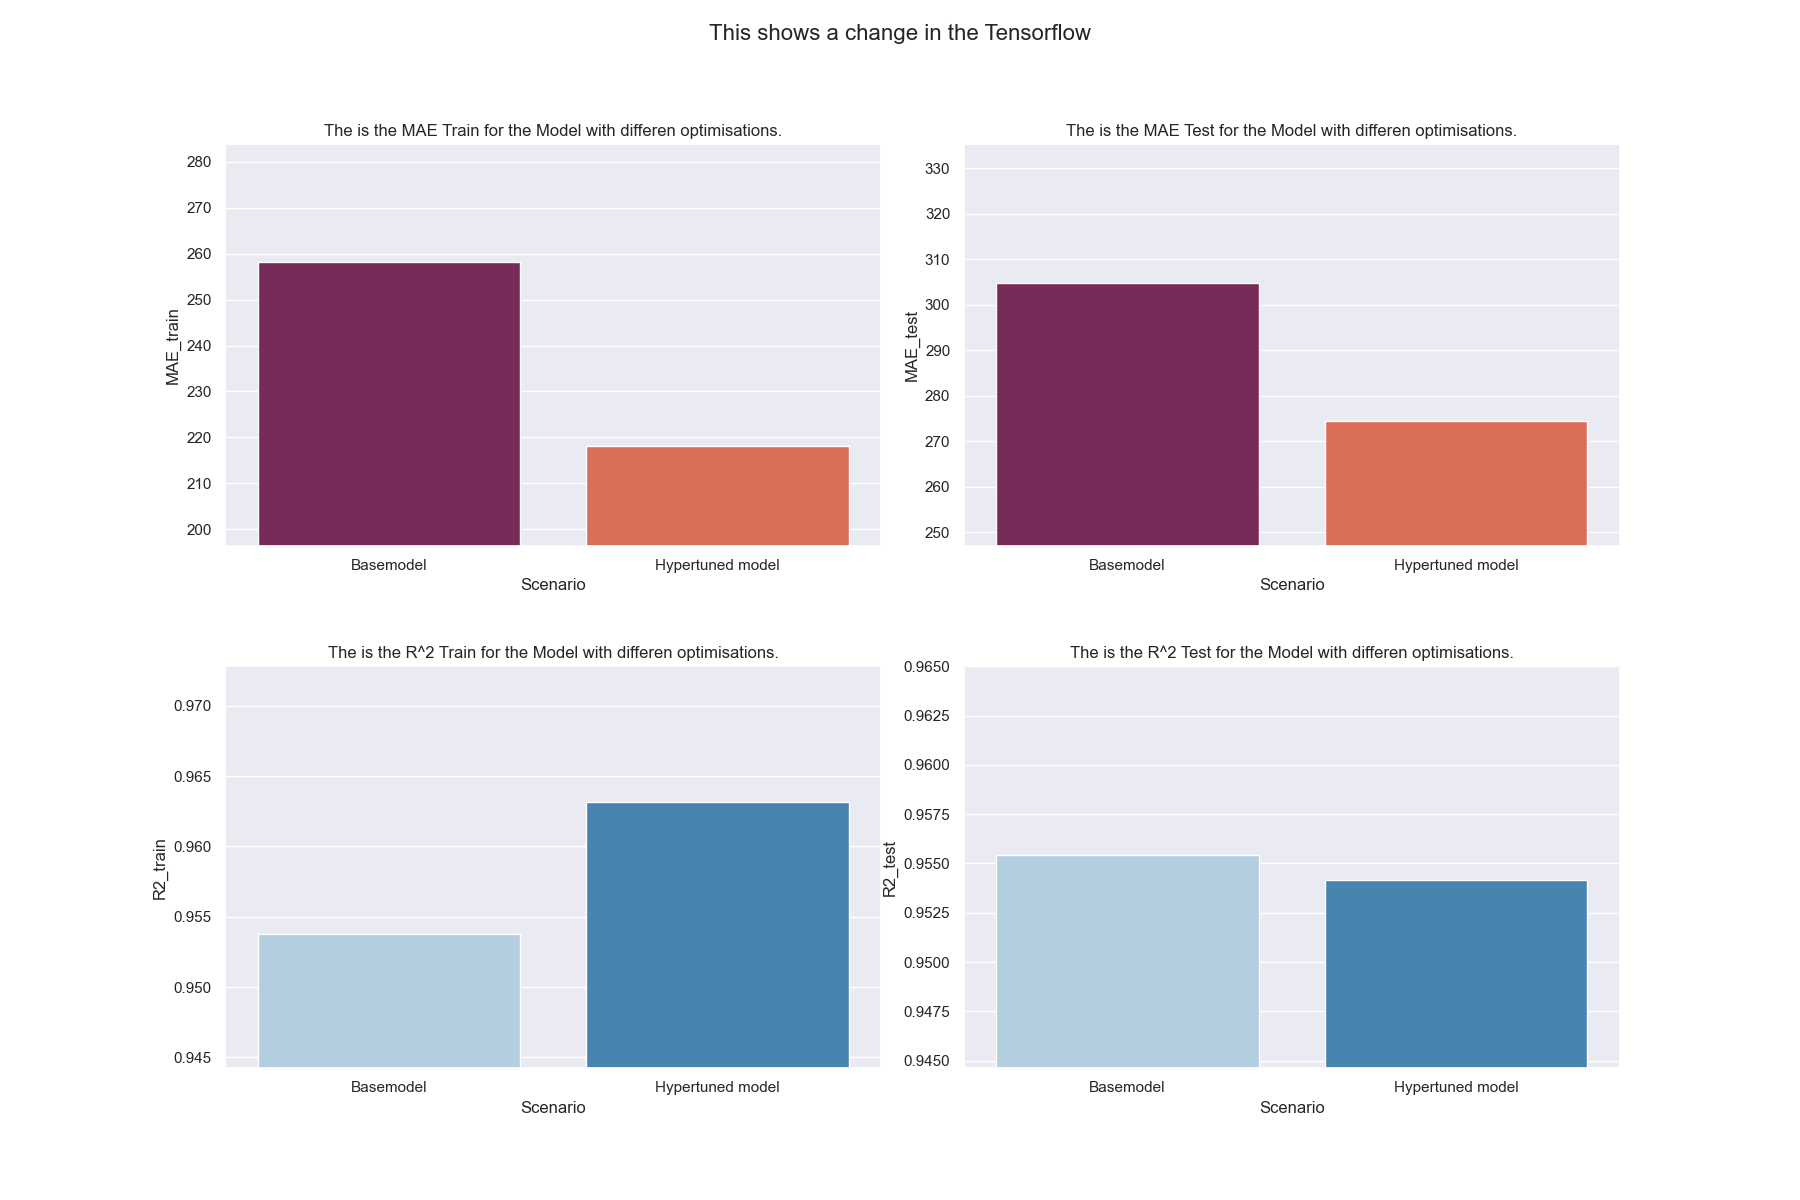 This shows a change in the Tensorflow
The is the MAE Train for the Model with differen optimisations.
280
270
260
250
240
230
220
210
200
MAE_train
Basemodel
Hypertuned model
Scenario
The is the MAE Test for the Model with differen optimisations.
330
320
310
300
290
280
270
260
250
MAE_test
Basemodel
Hypertuned model
Scenario
The is the R^2 Train for the Model with differen optimisations.
0.970
0.965
0.960
0.955
0.950
0.945
R2_train
Basemodel
Hypertuned model
Scenario
The is the R^2 Test for the Model with differen optimisations.
0.9650
0.9625
0.9600
0.9575
0.9550
0.9525
0.9500
0.9475
0.9450
R2_test
Basemodel
Hypertuned model
Scenario